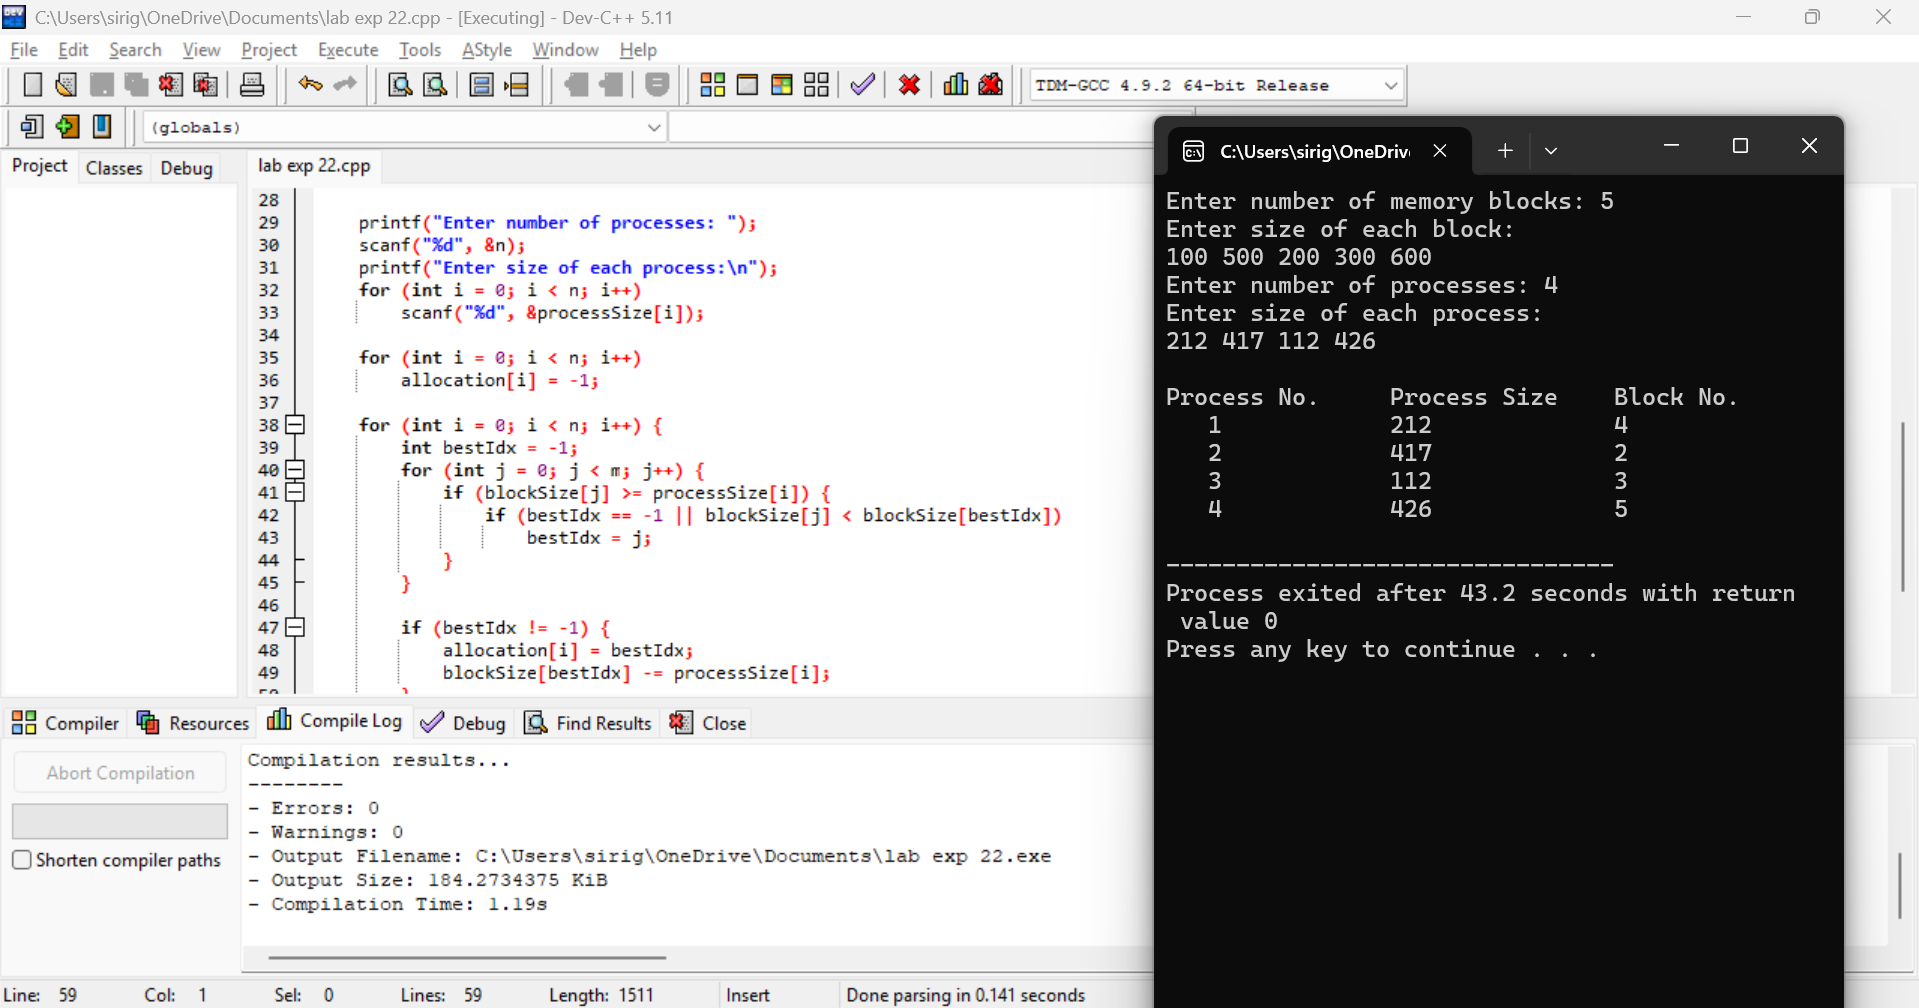 C:\Users\sirig\OneDrive\Documents\lab exp 22.cpp - [Executing] - Dev-C++ 5.11
File Edit Search View Project Execute Tools AStyle Window Help
TDM-GCC 4.9.2 64-bit Release
(globals)
Project Classes Debug
lab exp 22.cpp
28
29 printf("Enter number of processes: ");
30 scanf("%d", &n);
31 printf("Enter size of each process:\n");
32 for (int i = 0; i < n; i++)
33 scanf("%d", &processSize[i]);
34
35 for (int i = 0; i < n; i++)
36 allocation[i] = -1;
37
38 for (int i = 0; i < n; i++) {
39 int bestIdx = -1;
40 for (int j = 0; j < m; j++) {
41 if (blockSize[j] >= processSize[i]) {
42 if (bestIdx == -1 || blockSize[j] < blockSize[bestIdx])
43 bestIdx = j;
44 }
45 }
46
47 if (bestIdx != -1) {
48 allocation[i] = bestIdx;
49 blockSize[bestIdx] -= processSize[i];
C:\Users\sirig\OneDriv
Enter number of memory blocks: 5
Enter size of each block:
100 500 200 300 600
Enter number of processes: 4
Enter size of each process:
212 417 112 426
Process No. Process Size Block No.
1 212 4
2 417 2
3 112 3
4 426 5
--------------------------------
Process exited after 43.2 seconds with return
value 0
Press any key to continue . . .
Compiler Resources Compile Log Debug Find Results Close
Abort Compilation
Shorten compiler paths
Compilation results...
--------
- Errors: 0
- Warnings: 0
- Output Filename: C:\Users\sirig\OneDrive\Documents\lab exp 22.exe
- Output Size: 184.2734375 KiB
- Compilation Time: 1.19s
Line: 59 Col: 1 Sel: 0 Lines: 59 Length: 1511 Insert Done parsing in 0.141 seconds